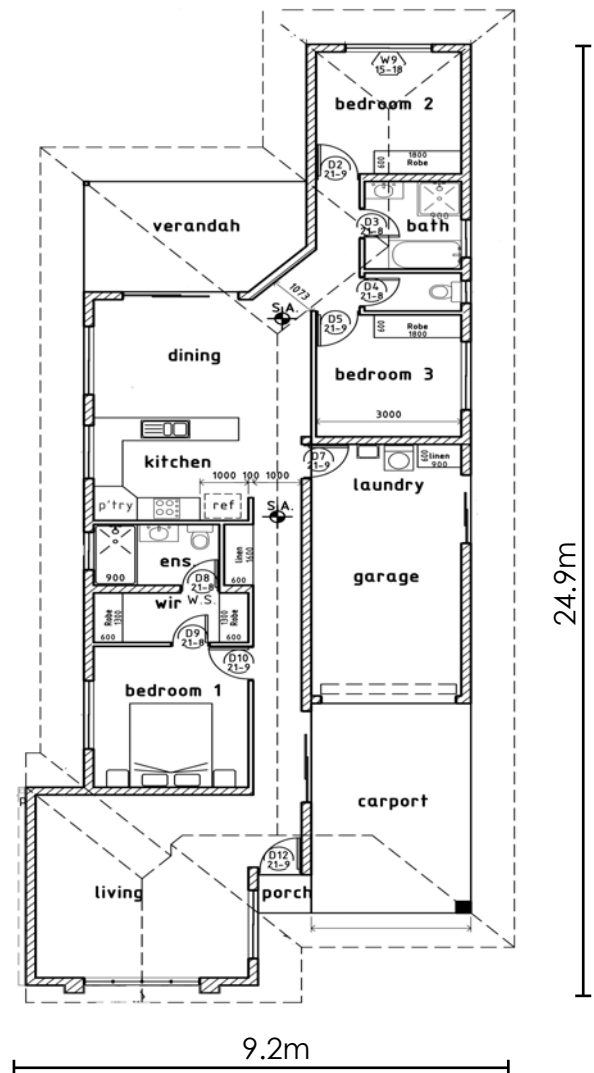 W9
15-18
bedroom 2
1800
Robe
600
D2
21-9
D3
21-8
900
bath
verandah
D4
21-8
1073
S.A.
D5
21-9
600
Robe
1800
dining
bedroom 3
3000
kitchen
D7
21-9
600
linen
900
laundry
1000 100 1000
p'try
ref
S.A.
ens.
linen
1600
600
900
D8
21-8
garage
wir
W.S.
Robe
1300
600
D9
21-8
Robe
1300
600
D10
21-9
bedroom 1
carport
living
D12
21-9
porch
24.9m
9.2m